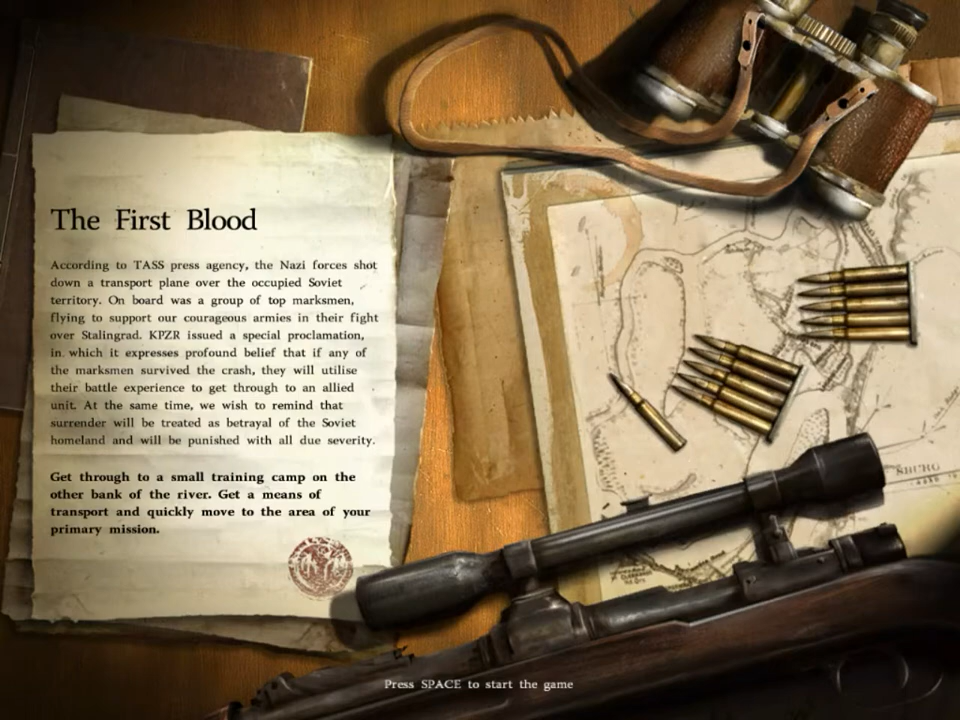 The First Blood
According to TASS press agency, the Nazi forces shot
down a transport plane over the occupied Soviet
territory. On board was a group of top marksmen,
flying to support our courageous armies in their fight
over Stalingrad. KPZR issued a special proclamation,
in which it expresses profound belief that if any of
the marksmen survived the crash, they will utilise
their battle experience to get through to an allied
unit. At the same time, we wish to remind that
surrender will be treated as betrayal of the Soviet
homeland and will be punished with all due severity.
Get through to a small training camp on the
other bank of the river. Get a means of
transport and quickly move to the area of your
primary mission.
Press SPACE to start the game